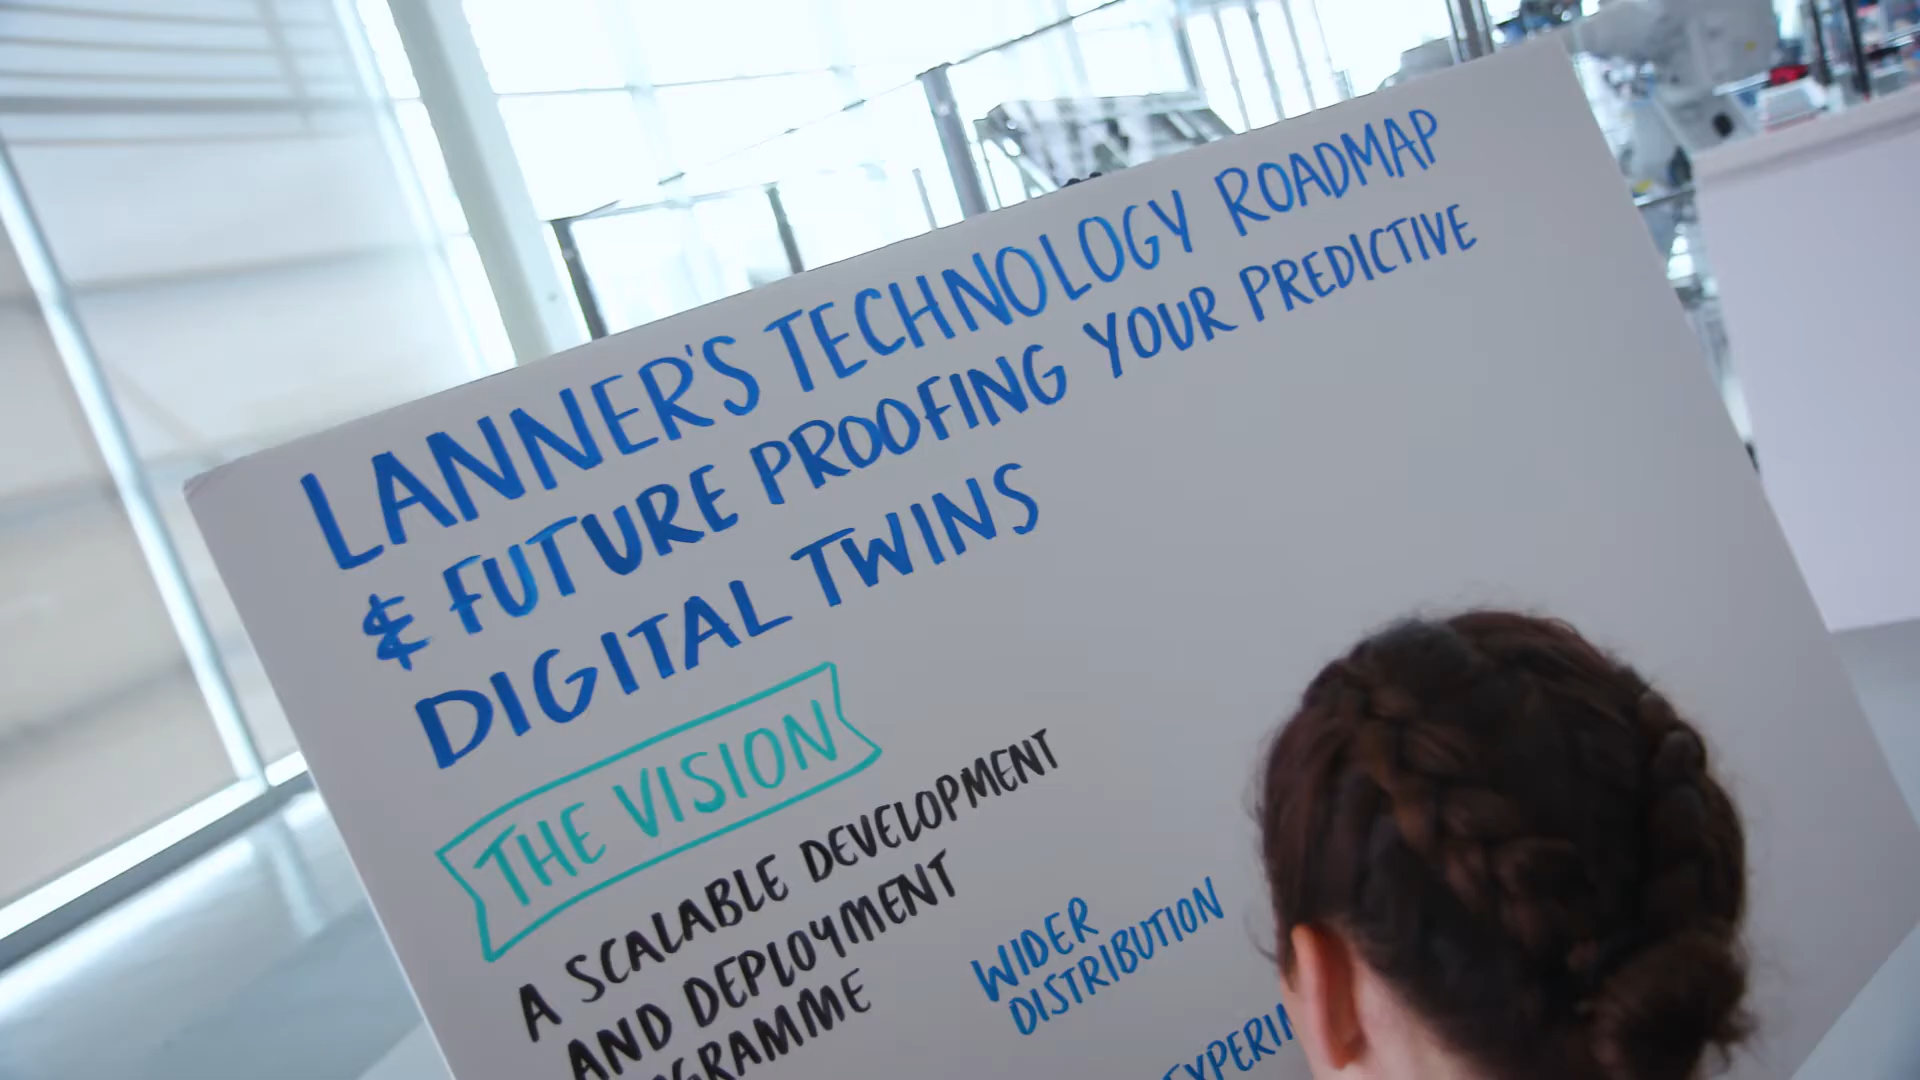 LANNER'S TECHNOLOGY ROADMAP
& FUTURE PROOFING YOUR PREDICTIVE
DIGITAL TWINS
THE VISION
A SCALABLE DEVELOPMENT
AND DEPLOYMENT
WIDER
DISTRIBUTION